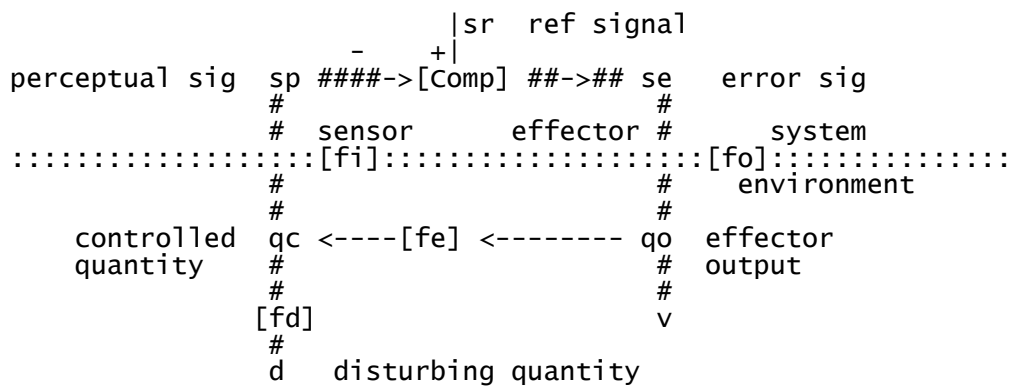 |sr ref signal
- +|
perceptual sig sp ####->[Comp] ##->## se error sig
# #
# sensor effector # system
:::::::::::::::::::[fi]::::::::::::::::::::[fo]:::::::::::::::
# # environment
# #
controlled qc <----[fe] <-------- qo effector
quantity # # output
# #
[fd] v
#
d disturbing quantity